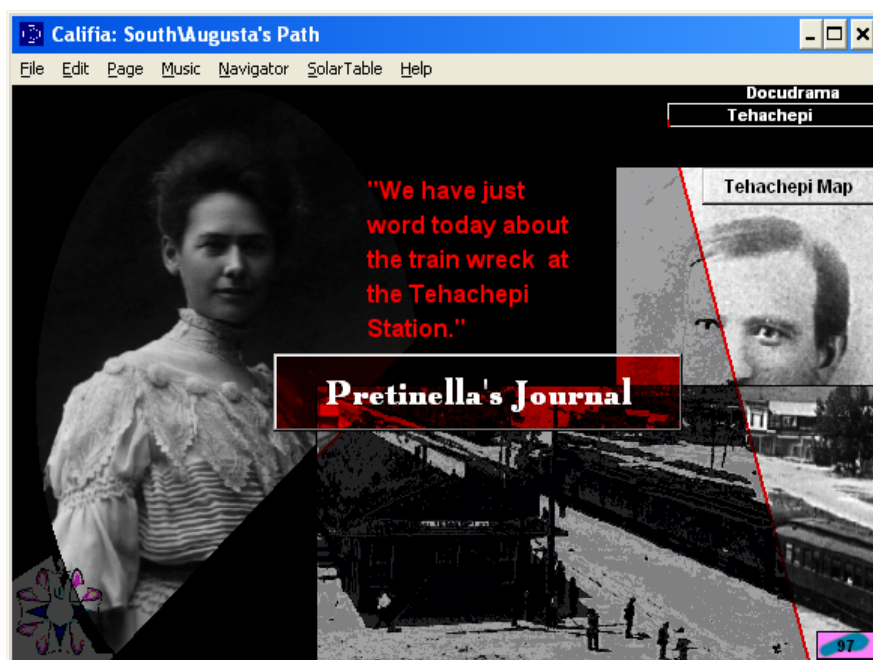 Califia: South\Augusta's Path
File Edit Page Music Navigator SolarTable Help
Docudrama
Tehachepi
Tehachepi Map
"We have just
word today about
the train wreck at
the Tehachepi
Station."
Pretinella's Journal
97